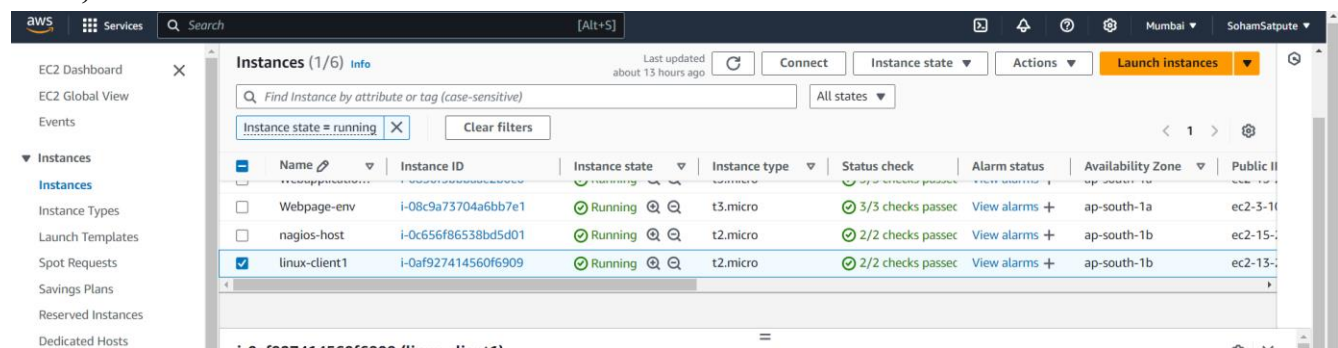 aws Services Search [Alt+S] Mumbai ▼ SohamSatpute ▼
EC2 Dashboard
EC2 Global View
Events
Instances
Instances
Instance Types
Launch Templates
Spot Requests
Savings Plans
Reserved Instances
Dedicated Hosts
Instances (1/6) Info Last updated about 13 hours ago Connect Instance state ▼ Actions ▼ Launch instances ▼
Find Instance by attribute or tag (case-sensitive) All states ▼
Instance state = running X Clear filters < 1 >
Name Instance ID Instance state Instance type Status check Alarm status Availability Zone Public
Webpage-env i-08c9a73704a6bb7e1 Running t3.micro 3/3 checks passec View alarms + ap-south-1a ec2-3-1
nagios-host i-0c656f86538bd5d01 Running t2.micro 2/2 checks passec View alarms + ap-south-1b ec2-15-
linux-client1 i-0af927414560f6909 Running t2.micro 2/2 checks passec View alarms + ap-south-1b ec2-13-